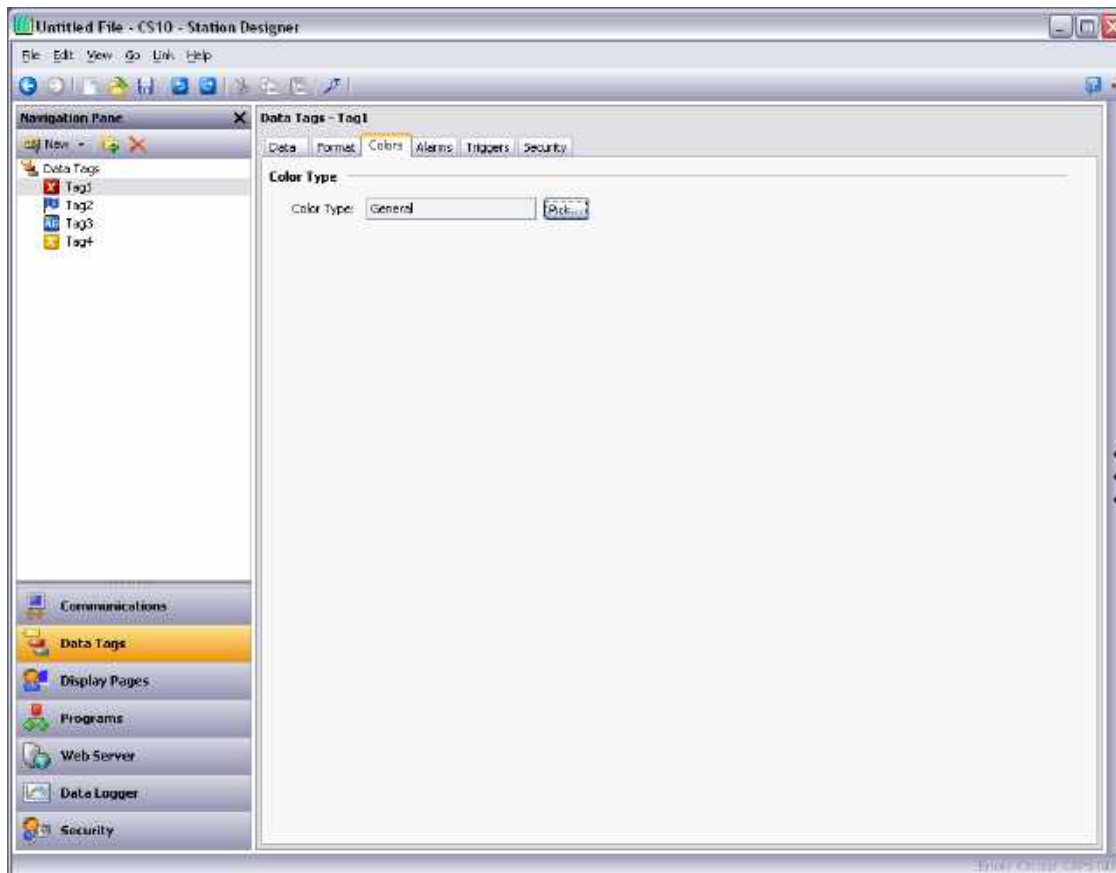 Untitled File - CS10 - Station Designer
File Edit View Go Link Help
Navigation Pane
New
Data Tags
Tag1
Tag2
Tag3
Tag4
Communications
Data Tags
Display Pages
Programs
Web Server
Data Logger
Security
Data Tags - Tag1
Data Format Colors Alarms Triggers Security
Color Type
Color Type: General Pick...